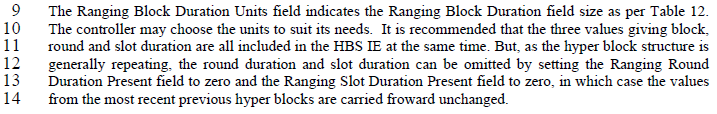 9 The Ranging Block Duration Units field indicates the Ranging Block Duration field size as per Table 12.
10 The controller may choose the units to suit its needs. It is recommended that the three values giving block,
11 round and slot duration are all included in the HBS IE at the same time. But, as the hyper block structure is
12 generally repeating, the round duration and slot duration can be omitted by setting the Ranging Round
13 Duration Present field to zero and the Ranging Slot Duration Present field to zero, in which case the values
14 from the most recent previous hyper blocks are carried froward unchanged.